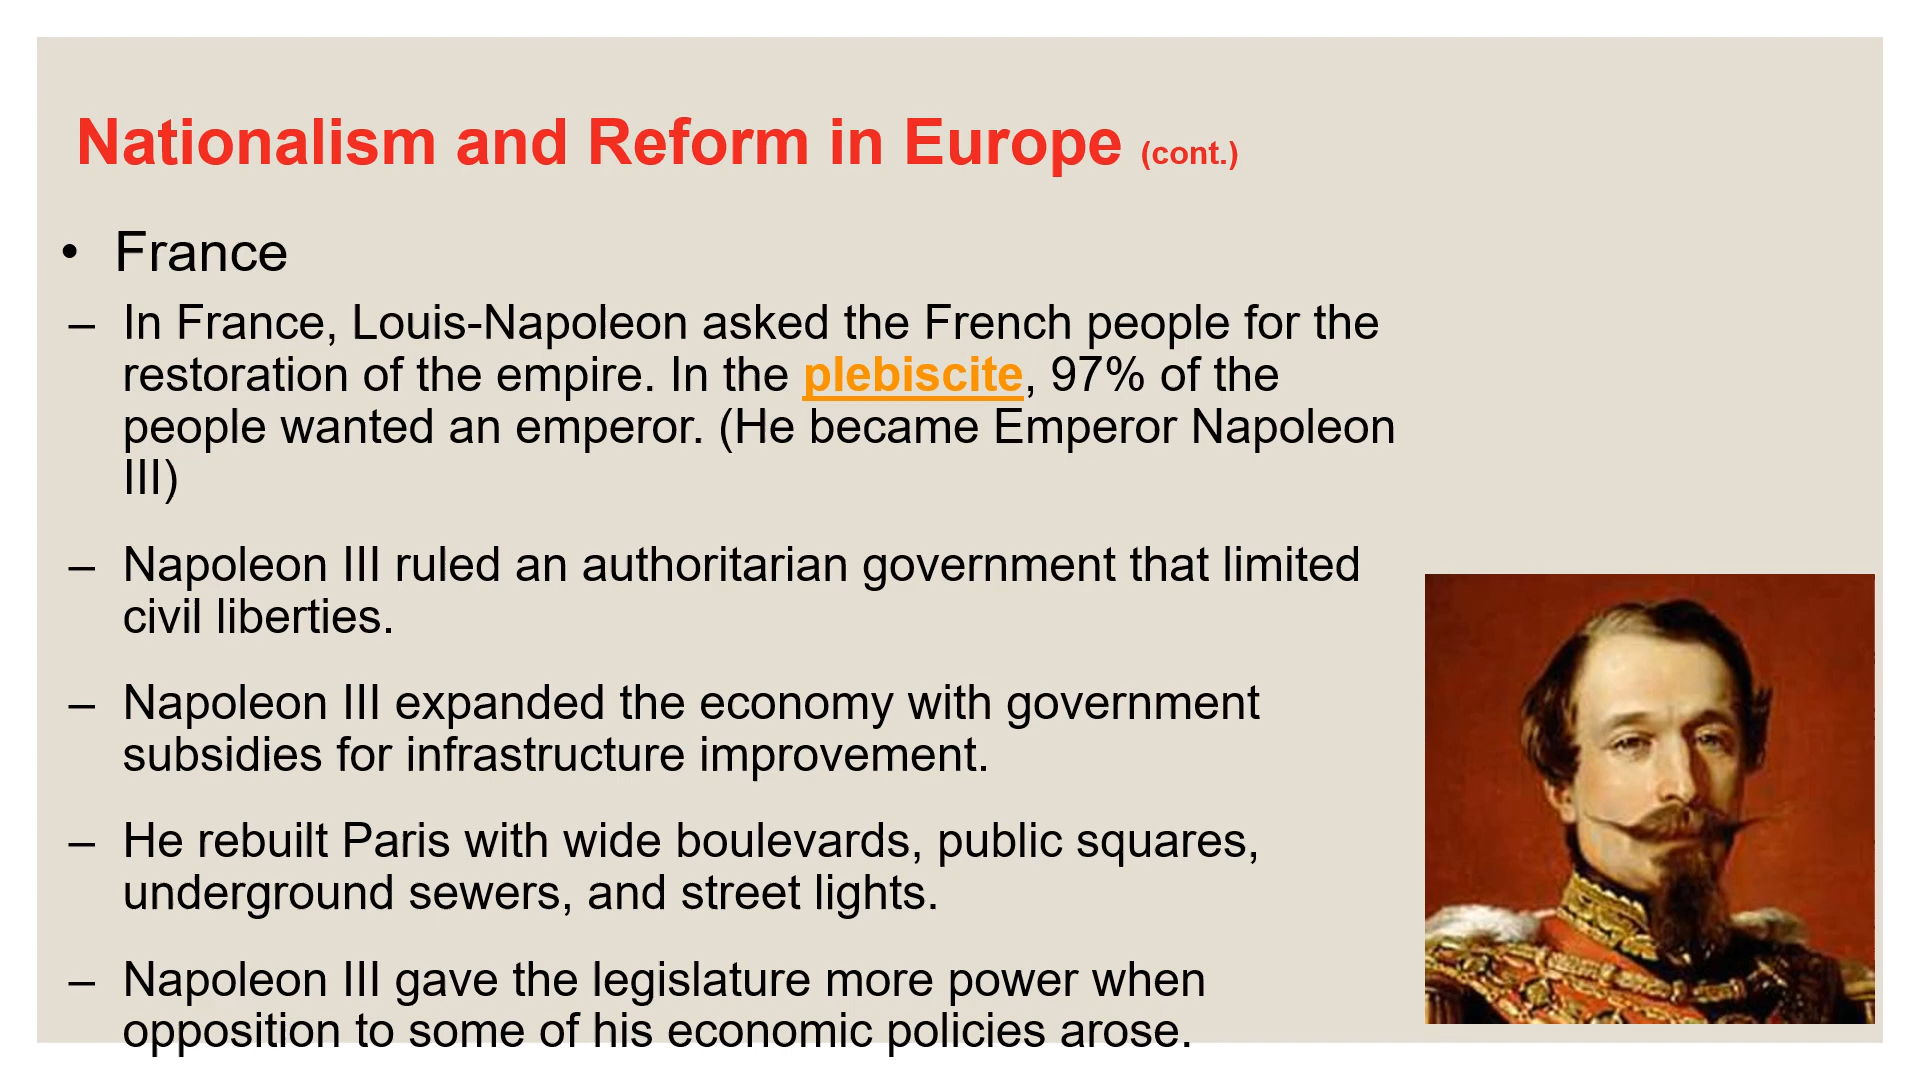 Nationalism and Reform in Europe (cont.)
• France
– In France, Louis-Napoleon asked the French people for the
restoration of the empire. In the plebiscite, 97% of the
people wanted an emperor. (He became Emperor Napoleon
III)
– Napoleon III ruled an authoritarian government that limited
civil liberties.
– Napoleon III expanded the economy with government
subsidies for infrastructure improvement.
– He rebuilt Paris with wide boulevards, public squares,
underground sewers, and street lights.
– Napoleon III gave the legislature more power when
opposition to some of his economic policies arose.